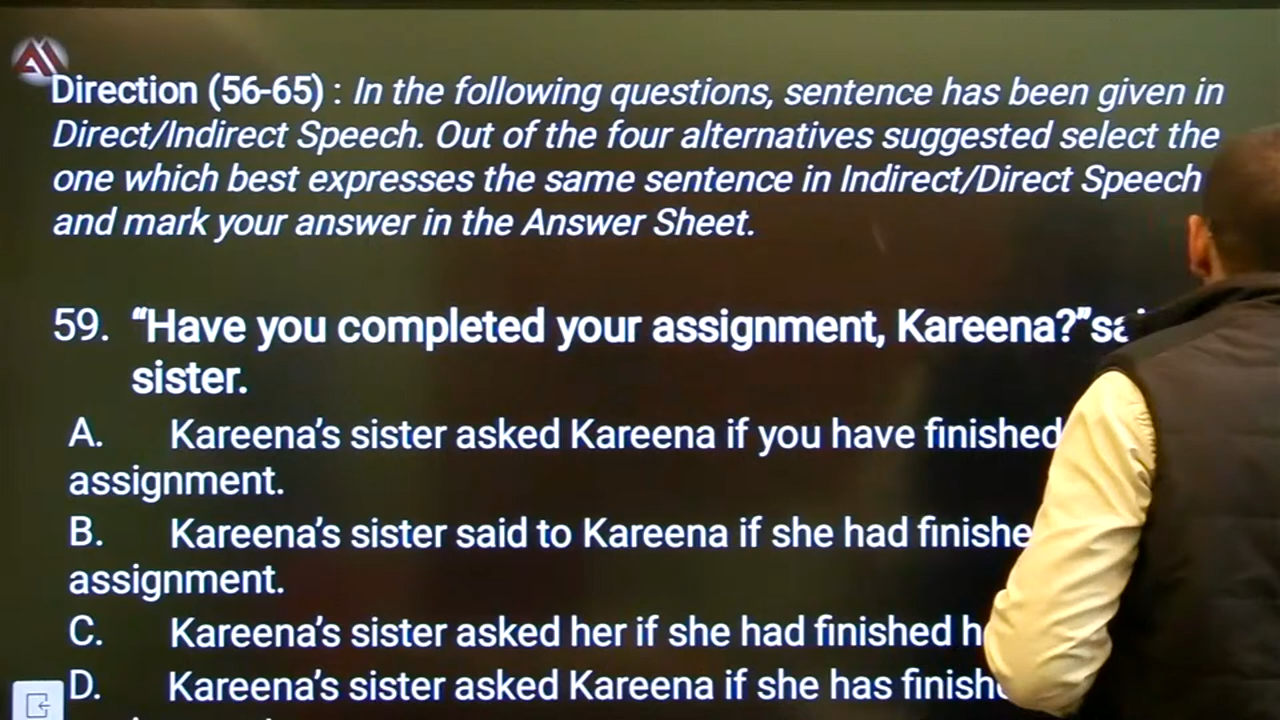 Direction (56-65) : In the following questions, sentence has been given in
Direct/Indirect Speech. Out of the four alternatives suggested select the
one which best expresses the same sentence in Indirect/Direct Speech
and mark your answer in the Answer Sheet.
59. “Have you completed your assignment, Kareena?”
sister.
A. Kareena’s sister asked Kareena if you have finished
assignment.
B. Kareena’s sister said to Kareena if she had
assignment.
C. Kareena’s sister asked her if she had finished
D. Kareena’s sister asked Kareena if she has